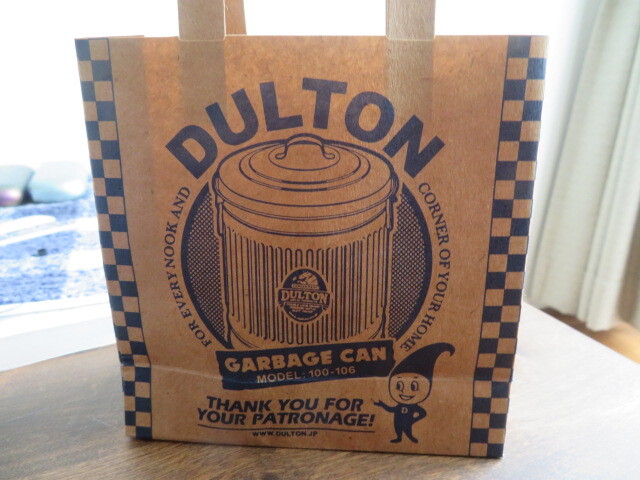 DULTON
FOR EVERY NOOK AND
CORNER OF YOUR HOME
DULTON
GARBAGE CAN
MODEL: 100-106
THANK YOU FOR
YOUR PATRONAGE!
WWW.DULTON.JP
D